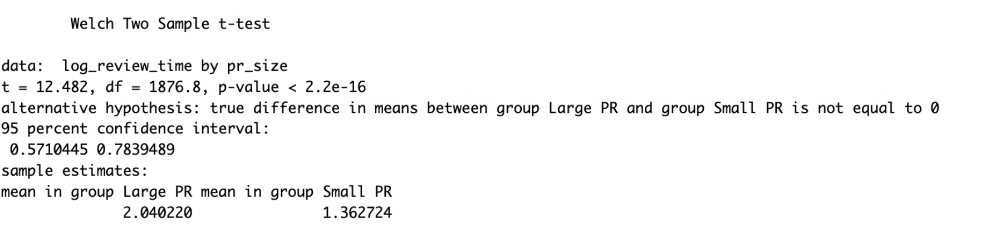 Welch Two Sample t-test
data:  log_review_time by pr_size
t = 12.482, df = 1876.8, p-value < 2.2e-16
alternative hypothesis: true difference in means between group Large PR and group Small PR is not equal to 0
95 percent confidence interval:
 0.5710445 0.7839489
sample estimates:
mean in group Large PR mean in group Small PR
              2.040220               1.362724